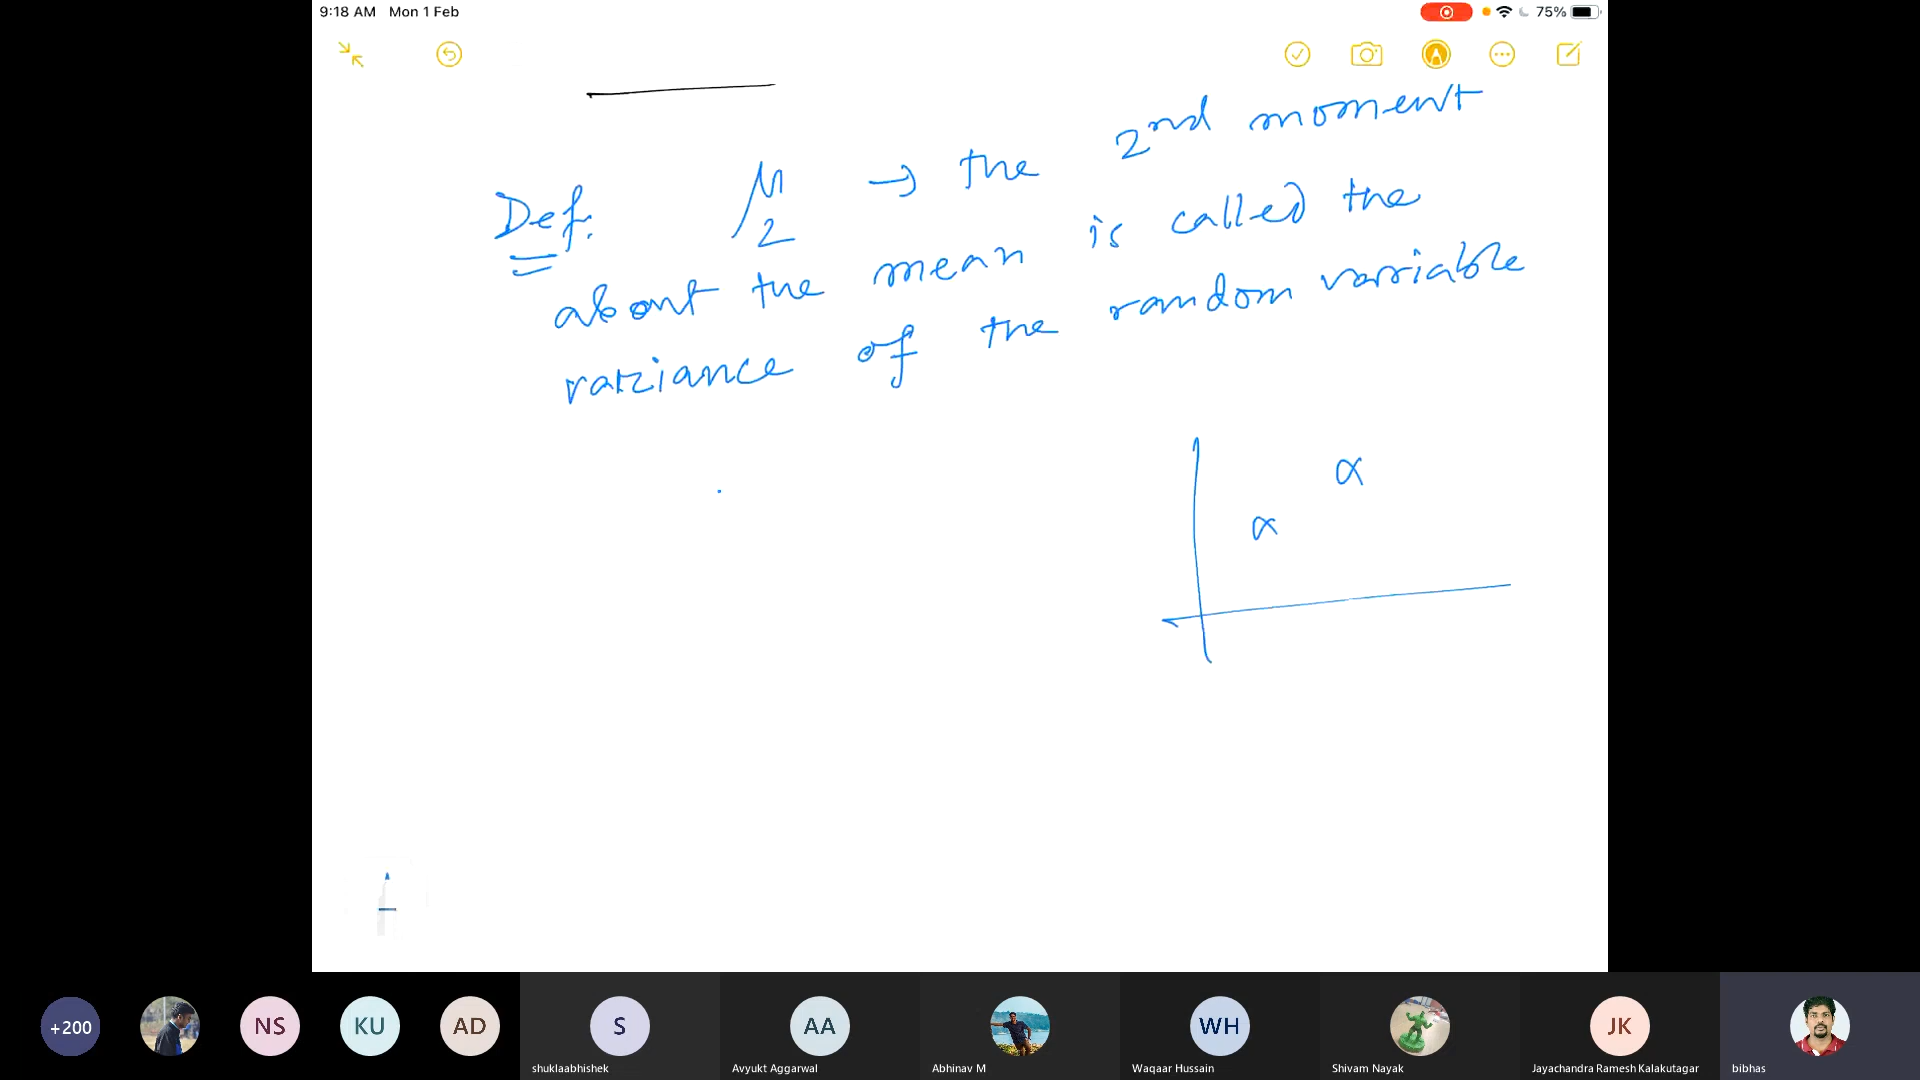 9:18 AM Mon 1 Feb 75%
Def. μ2 → the 2nd moment
about the mean is called the
variance of the random variable
α
α
+200 NS KU AD S AA WH JK
shuklaabhishek Avyukt Aggarwal Abhinav M Waqaar Hussain Shivam Nayak Jayachandra Ramesh Kalakutagar bibhas